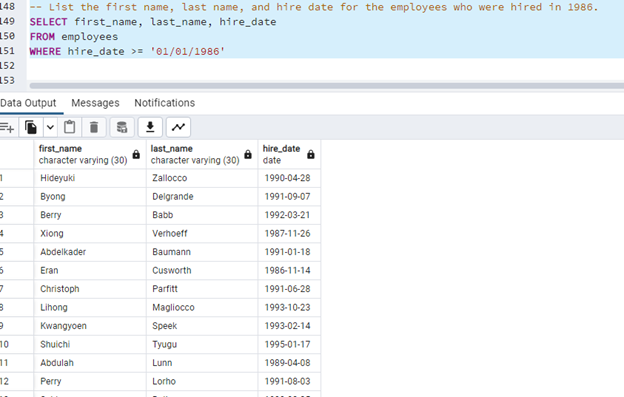 148 -- List the first name, last name, and hire date for the employees who were hired in 1986.
149 SELECT first_name, last_name, hire_date
150 FROM employees
151 WHERE hire_date >= '01/01/1986'
152
153
Data Output Messages Notifications
first_name last_name hire_date
character varying (30) character varying (30) date
1 Hideyuki Zallocco 1990-04-28
2 Byong Delgrande 1991-09-07
3 Berry Babb 1992-03-21
4 Xiong Verhoeff 1987-11-26
5 Abdelkader Baumann 1991-01-18
6 Eran Cusworth 1986-11-14
7 Christoph Parfitt 1991-06-28
8 Lihong Magliocco 1993-10-23
9 Kwangyoen Speek 1993-02-14
10 Shuichi Tyugu 1995-01-17
11 Abdulah Lunn 1989-04-08
12 Perry Lorho 1991-08-03